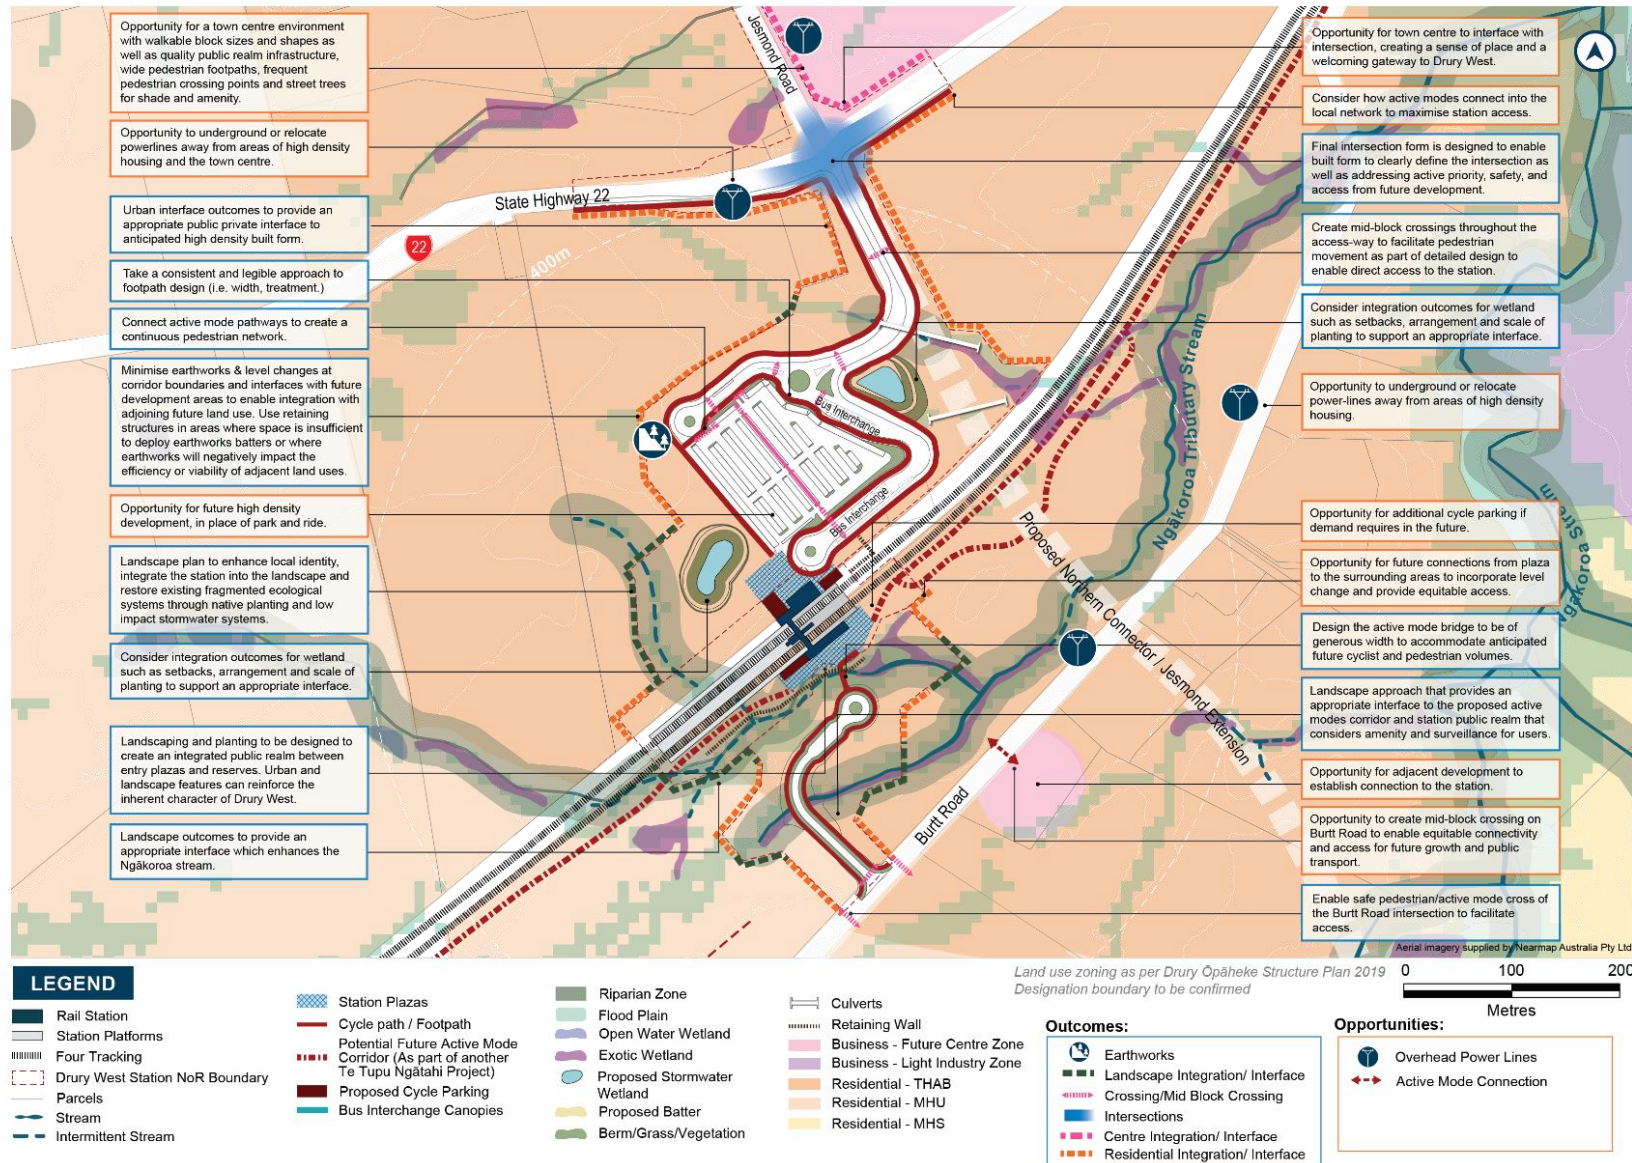 Opportunity for a town centre environment
with walkable block sizes and shapes as
well as quality public realm infrastructure,
wide pedestrian footpaths, frequent
pedestrian crossing points and street trees
for shade and amenity.
Opportunity to underground or relocate
powerlines away from areas of high density
housing and the town centre.
Urban interface outcomes to provide an
appropriate public private interface to
anticipated high density built form.
Take a consistent and legible approach to
footpath design (i.e. width, treatment.)
Connect active mode pathways to create a
continuous pedestrian network.
Minimise earthworks & level changes at
corridor boundaries and interfaces with future
development areas to enable integration with
adjoining future land use. Use retaining
structures in areas where space is insufficient
to deploy earthworks batters or where
earthworks will negatively impact the
efficiency or viability of adjacent land uses.
Opportunity for future high density
development, in place of park and ride.
Landscape plan to enhance local identity,
integrate the station into the landscape and
restore existing fragmented ecological
systems through native planting and low
impact stormwater systems.
Consider integration outcomes for wetland
such as setbacks, arrangement and scale of
planting to support an appropriate interface.
Landscaping and planting to be designed to
create an integrated public realm between
entry plazas and reserves. Urban and
landscape features can reinforce the
inherent character of Drury West.
Landscape outcomes to provide an
appropriate interface which enhances the
Ngākoroa stream.
Jesmond Road
State Highway 22
22
400m
Bus Interchange
Bus Interchange
Proposed Northern Connector / Jesmond Extension
Burtt Road
Ngākoroa Tributary Stream
Ngākoroa Stream
Opportunity for town centre to interface with
intersection, creating a sense of place and a
welcoming gateway to Drury West.
Consider how active modes connect into the
local network to maximise station access.
Final intersection form is designed to enable
built form to clearly define the intersection as
well as addressing active priority, safety, and
access from future development.
Create mid-block crossings throughout the
access-way to facilitate pedestrian
movement as part of detailed design to
enable direct access to the station.
Consider integration outcomes for wetland
such as setbacks, arrangement and scale of
planting to support an appropriate interface.
Opportunity to underground or relocate
power-lines away from areas of high density
housing.
Opportunity for additional cycle parking if
demand requires in the future.
Opportunity for future connections from plaza
to the surrounding areas to incorporate level
change and provide equitable access.
Design the active mode bridge to be of
generous width to accommodate anticipated
future cyclist and pedestrian volumes.
Landscape approach that provides an
appropriate interface to the proposed active
modes corridor and station public realm that
considers amenity and surveillance for users.
Opportunity for adjacent development to
establish connection to the station.
Opportunity to create mid-block crossing on
Burtt Road to enable equitable connectivity
and access for future growth and public
transport.
Enable safe pedestrian/active mode cross of
the Burtt Road intersection to facilitate
access.
Aerial imagery supplied by Nearmap Australia Pty Ltd
LEGEND
Rail Station
Station Platforms
Four Tracking
Drury West Station NoR Boundary
Parcels
Stream
Intermittent Stream
Station Plazas
Cycle path / Footpath
Potential Future Active Mode
Corridor (As part of another
Te Tupu Ngātahi Project)
Proposed Cycle Parking
Bus Interchange Canopies
Riparian Zone
Flood Plain
Open Water Wetland
Exotic Wetland
Proposed Stormwater
Wetland
Proposed Batter
Berm/Grass/Vegetation
Culverts
Retaining Wall
Business - Future Centre Zone
Business - Light Industry Zone
Residential - THAB
Residential - MHU
Residential - MHS
Land use zoning as per Drury Ōpāheke Structure Plan 2019
Designation boundary to be confirmed
0 100 200
Metres
Outcomes:
Earthworks
Landscape Integration/ Interface
Crossing/Mid Block Crossing
Intersections
Centre Integration/ Interface
Residential Integration/ Interface
Opportunities:
Overhead Power Lines
Active Mode Connection